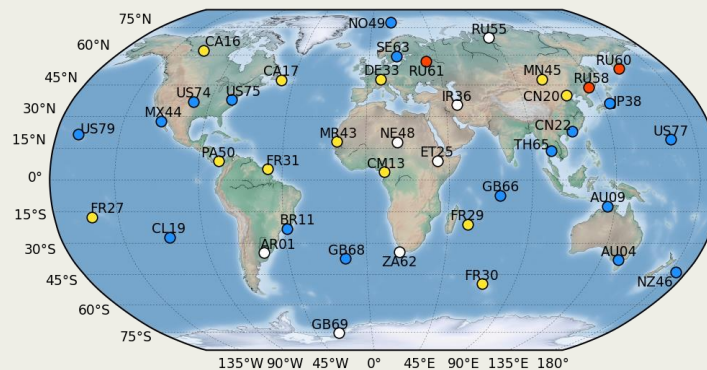 75°N
NO49
RU55
60°N
CA16
SE63
RU60
45°N
CA17
DE33
RU61
MN45
RU58
30°N
US74
US75
IR36
CN20
JP38
MX44
15°N
US79
MR43
NE48
CN22
US77
PA50
FR31
CM13
ET25
TH65
0°
GB66
AU09
15°S
FR27
CL19
BR11
FR29
30°S
AR01
GB68
ZA62
AU04
45°S
FR30
NZ46
60°S
GB69
75°S
135°W 90°W 45°W 0° 45°E 90°E 135°E 180°